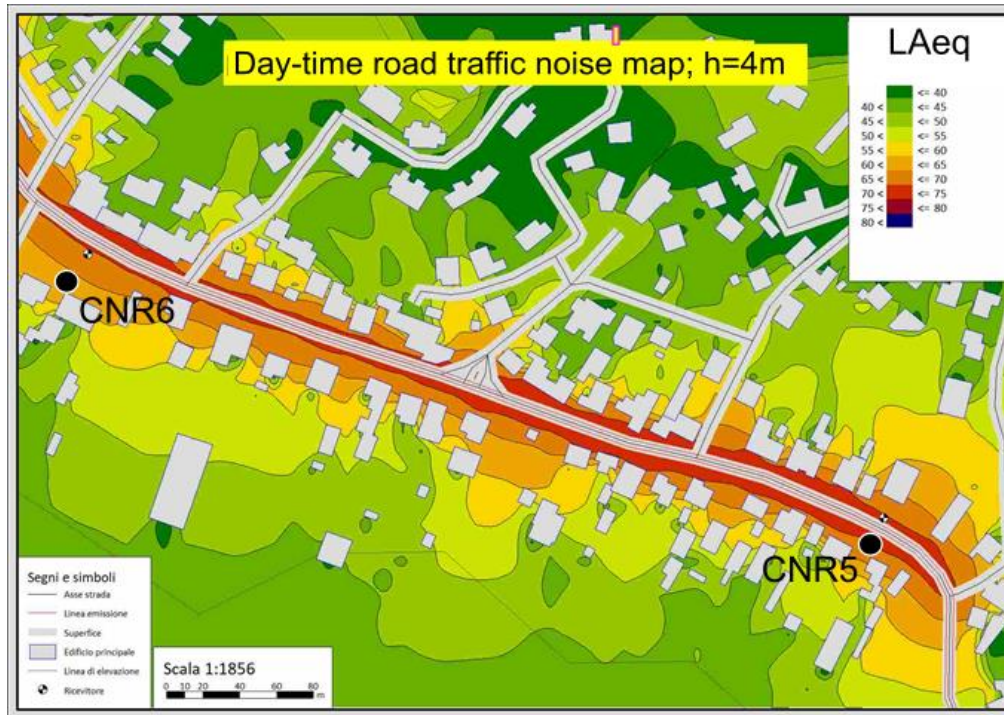 Day-time road traffic noise map; h=4m
LAeq
<= 40
40 < <= 45
45 < <= 50
50 < <= 55
55 < <= 60
60 < <= 65
65 < <= 70
70 < <= 75
75 < <= 80
80 <
CNR6
CNR5
Segni e simboli
Asse strada
Linea emissione
Superfice
Edificio principale
Linea di elevazione
Ricevitore
Scala 1:1856
0 10 20 40 60 80
m